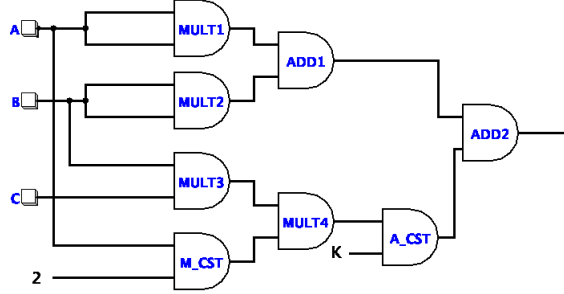 A
MULT1
ADD1
B
MULT2
ADD2
C
MULT3
MULT4
A_CST
K
M_CST
2